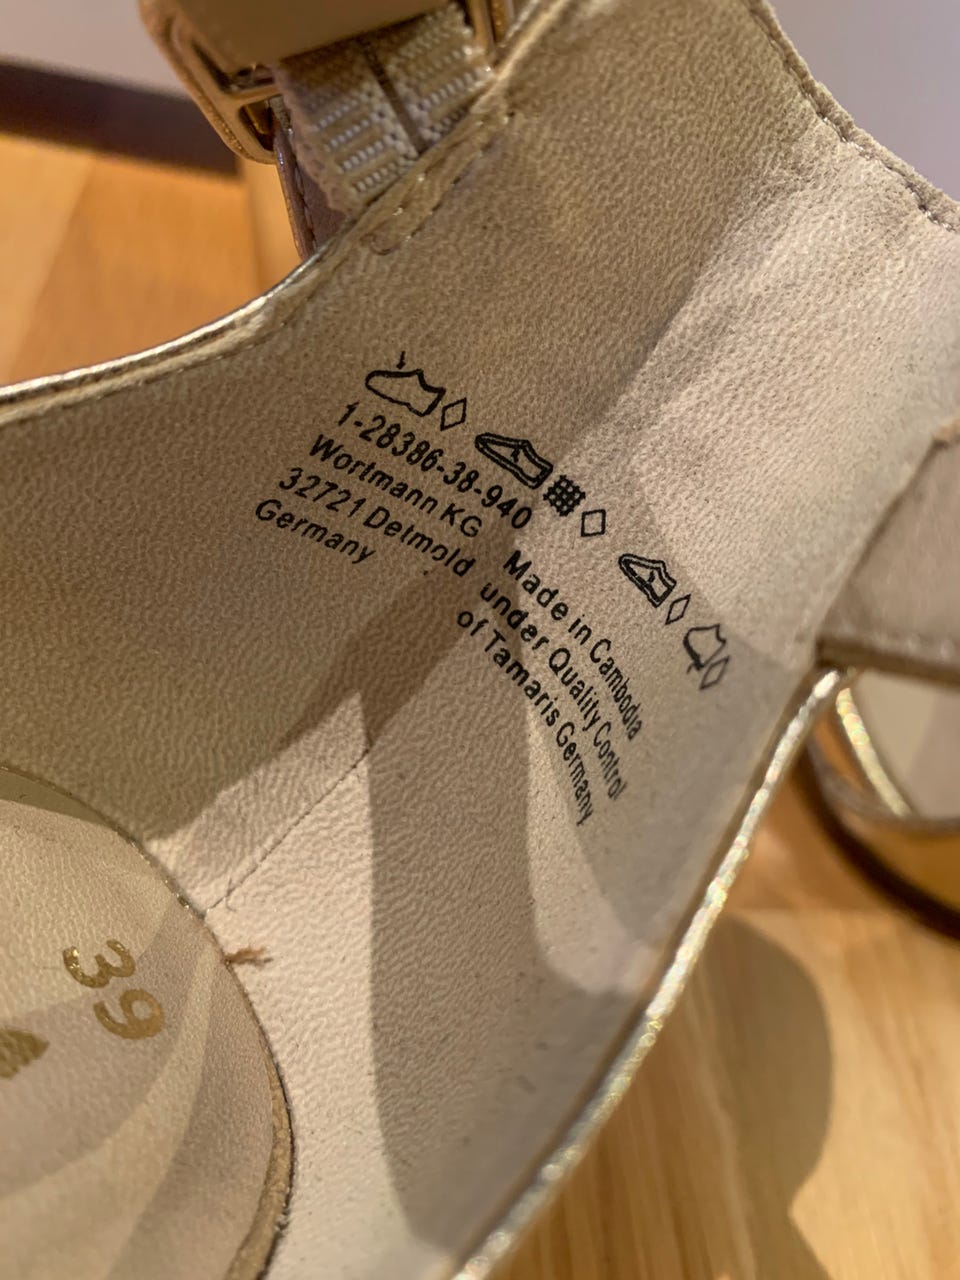 1-28386-38-940
Wortmann KG
32721 Detmold
Germany
Made in Cambodia
under Quality Control
of Tamaris Germany
39